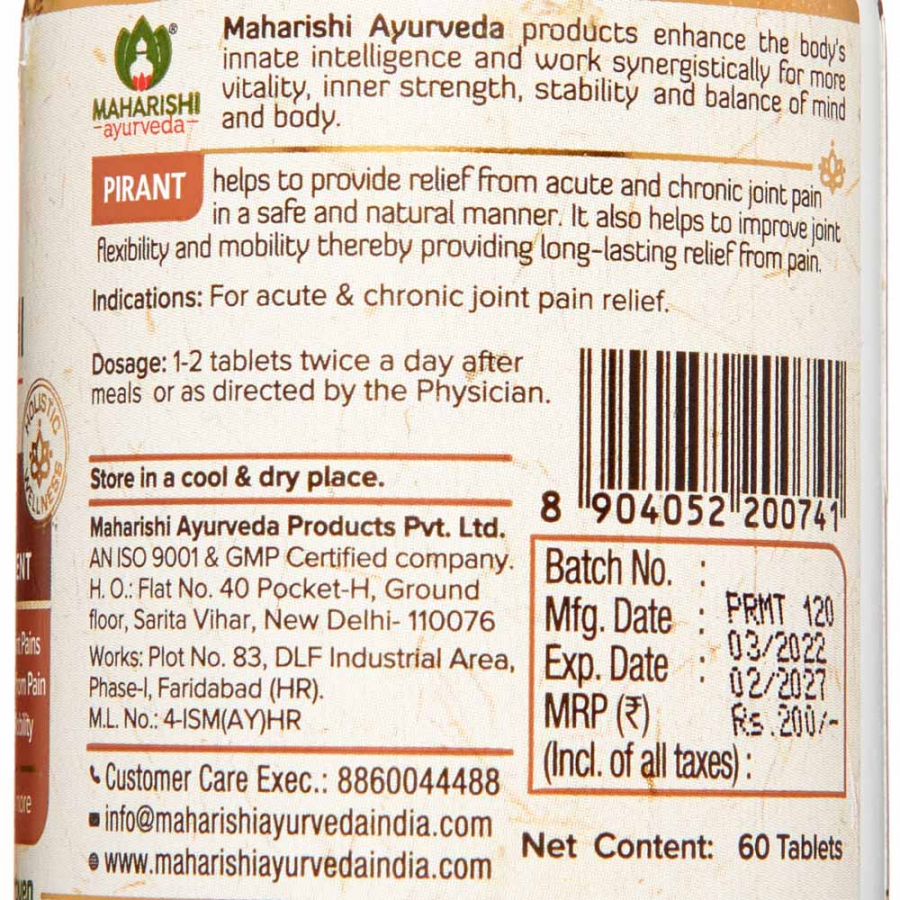 MAHARISHI
ayurveda
®
Maharishi Ayurveda products enhance the body's
innate intelligence and work synergistically for more
vitality, inner strength, stability and balance of mind
and body.
PIRANT helps to provide relief from acute and chronic joint pain
in a safe and natural manner. It also helps to improve joint
flexibility and mobility thereby providing long-lasting relief from pain.
Indications: For acute & chronic joint pain relief.
Dosage: 1-2 tablets twice a day after
meals or as directed by the Physician.
HOLISTIC
WELLNESS
Store in a cool & dry place.
Maharishi Ayurveda Products Pvt. Ltd.
AN ISO 9001 & GMP Certified company.
H. O.: Flat No. 40 Pocket-H, Ground
floor, Sarita Vihar, New Delhi- 110076
Works: Plot No. 83, DLF Industrial Area,
Phase-I, Faridabad (HR).
M.L. No.: 4-ISM(AY)HR
Customer Care Exec.: 8860044488
info@maharishiayurvedaindia.com
www.maharishiayurvedaindia.com
8 904052 200741
Batch No. : PRMT 120
Mfg. Date : 03/2022
Exp. Date : 02/2027
MRP (₹) Rs.200/-
(Incl. of all taxes) :
Net Content: 60 Tablets
Pains
Pain